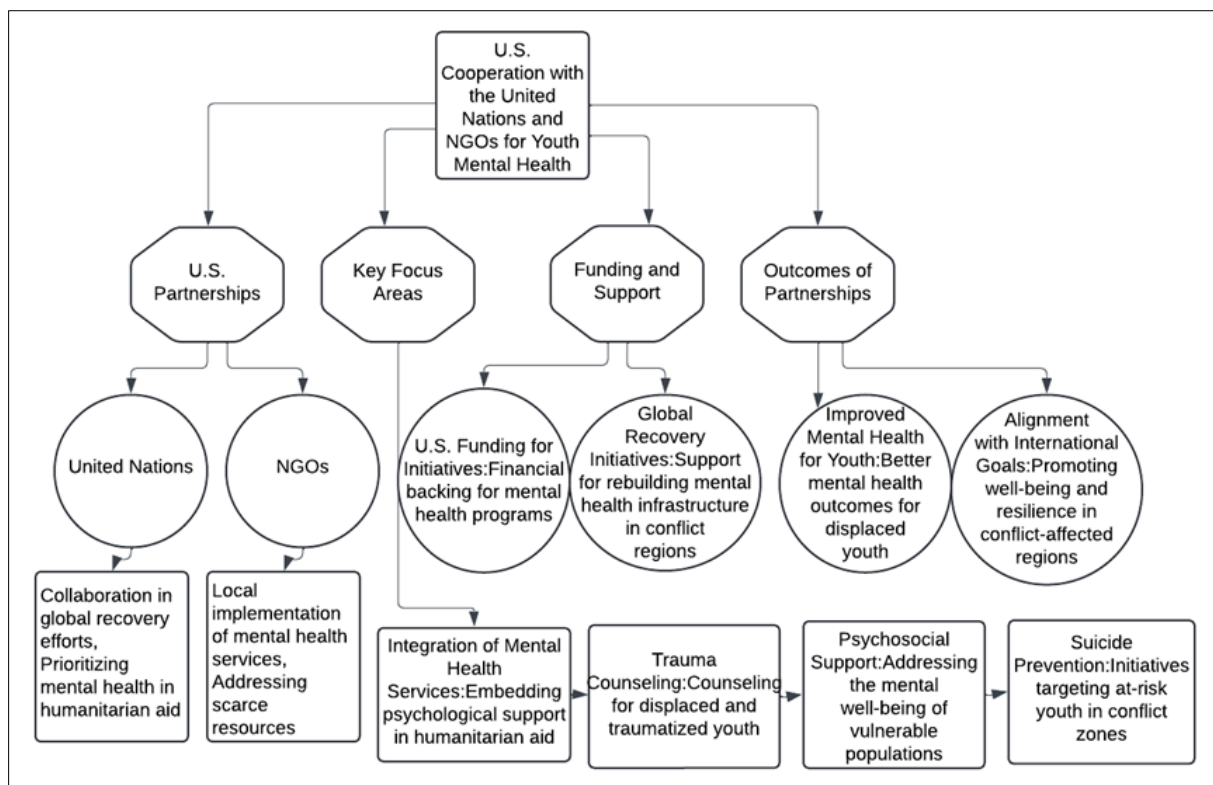 U.S.
Cooperation with
the United
Nations and
NGOs for Youth
Mental Health
U.S.
Partnerships
Key Focus
Areas
Funding and
Support
Outcomes of
Partnerships
United Nations
NGOs
U.S. Funding for
Initiatives:Financial
backing for mental
health programs
Global
Recovery
Initiatives:Support
for rebuilding mental
health infrastructure
in conflict
regions
Improved
Mental Health
for Youth:Better
mental health
outcomes for
displaced
youth
Alignment
with International
Goals:Promoting
well-being and
resilience in
conflict-affected
regions
Collaboration in
global recovery
efforts,
Prioritizing
mental health in
humanitarian aid
Local
implementation
of mental health
services,
Addressing
scarce
resources
Integration of Mental
Health
Services:Embedding
psychological support
in humanitarian aid
Trauma
Counseling:Counseling
for displaced and
traumatized youth
Psychosocial
Support:Addressing
the mental
well-being of
vulnerable
populations
Suicide
Prevention:Initiatives
targeting at-risk
youth in conflict
zones